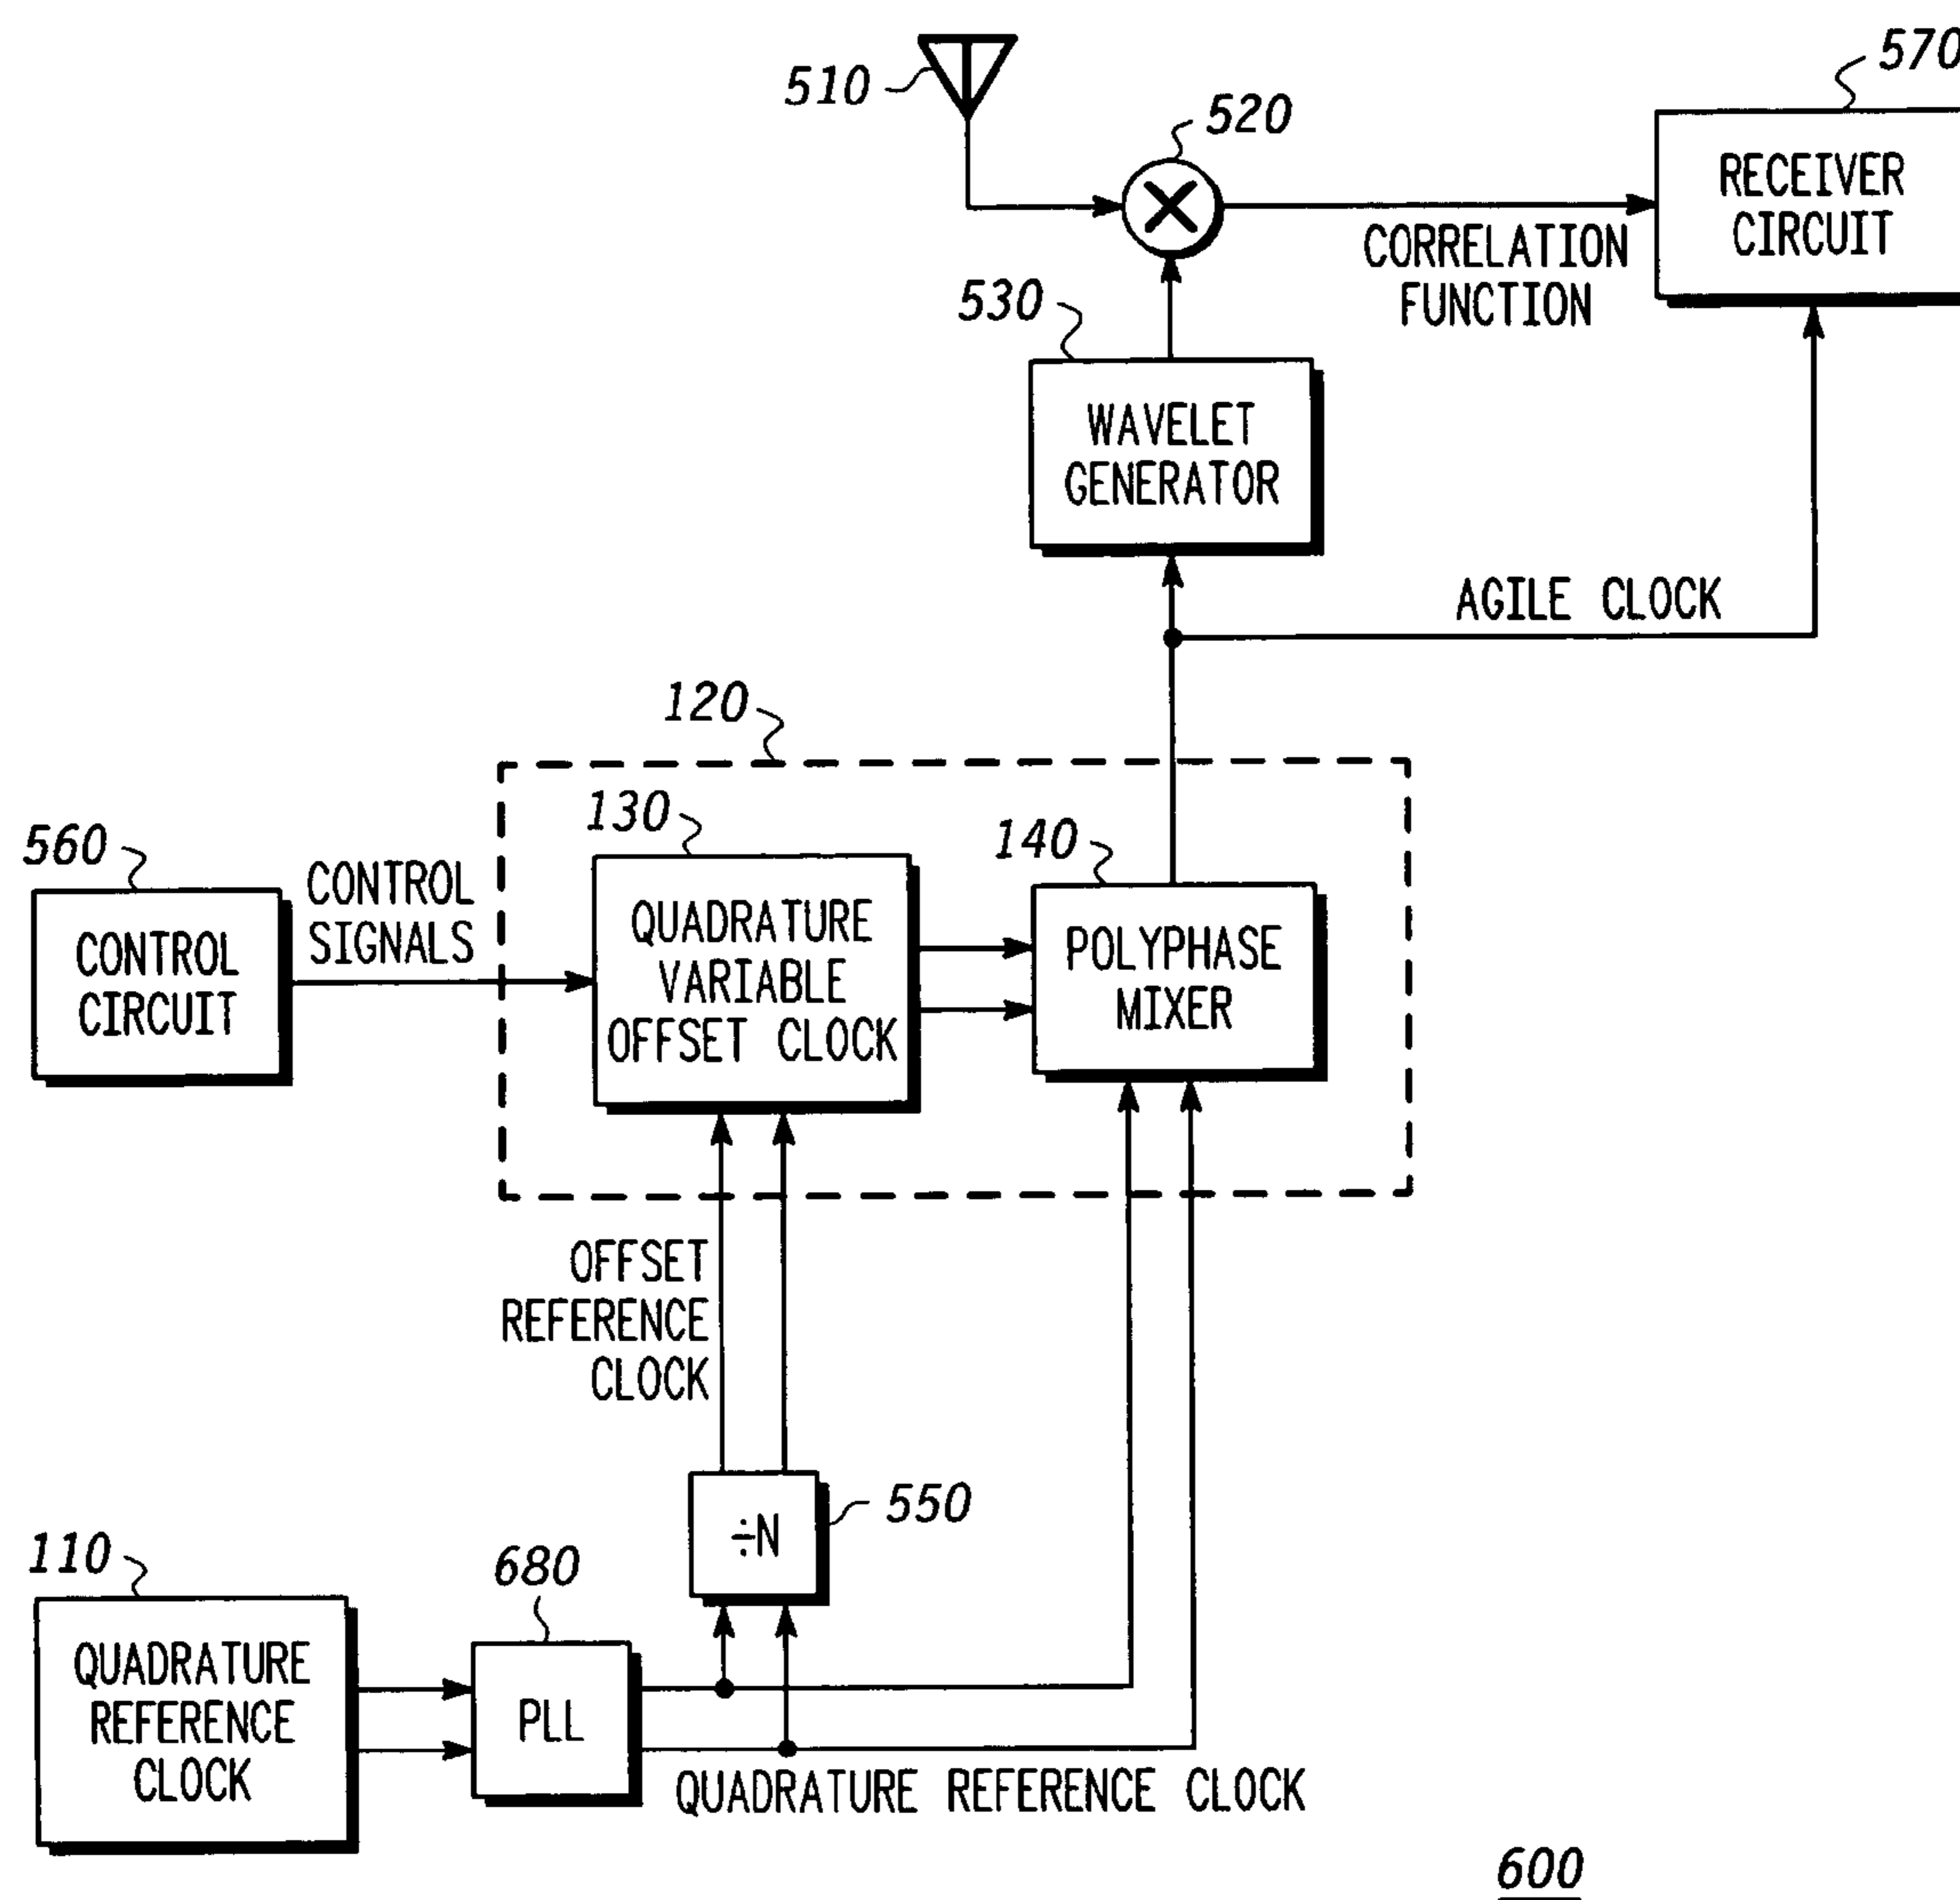 510
520
570
RECEIVER
CIRCUIT
CORRELATION
FUNCTION
530
WAVELET
GENERATOR
AGILE CLOCK
120
130
140
560
CONTROL
SIGNALS
CONTROL
CIRCUIT
QUADRATURE
VARIABLE
OFFSET CLOCK
POLYPHASE
MIXER
OFFSET
REFERENCE
CLOCK
÷N
550
110
680
QUADRATURE
REFERENCE
CLOCK
PLL
QUADRATURE REFERENCE CLOCK
600